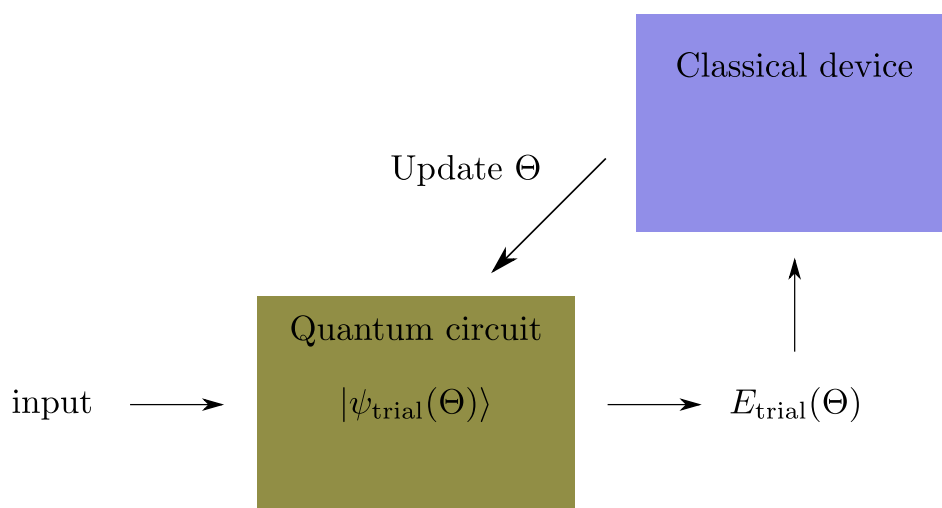 Classical device
Update Θ
Quantum circuit
input
|ψtrial(Θ)⟩
Etrial(Θ)